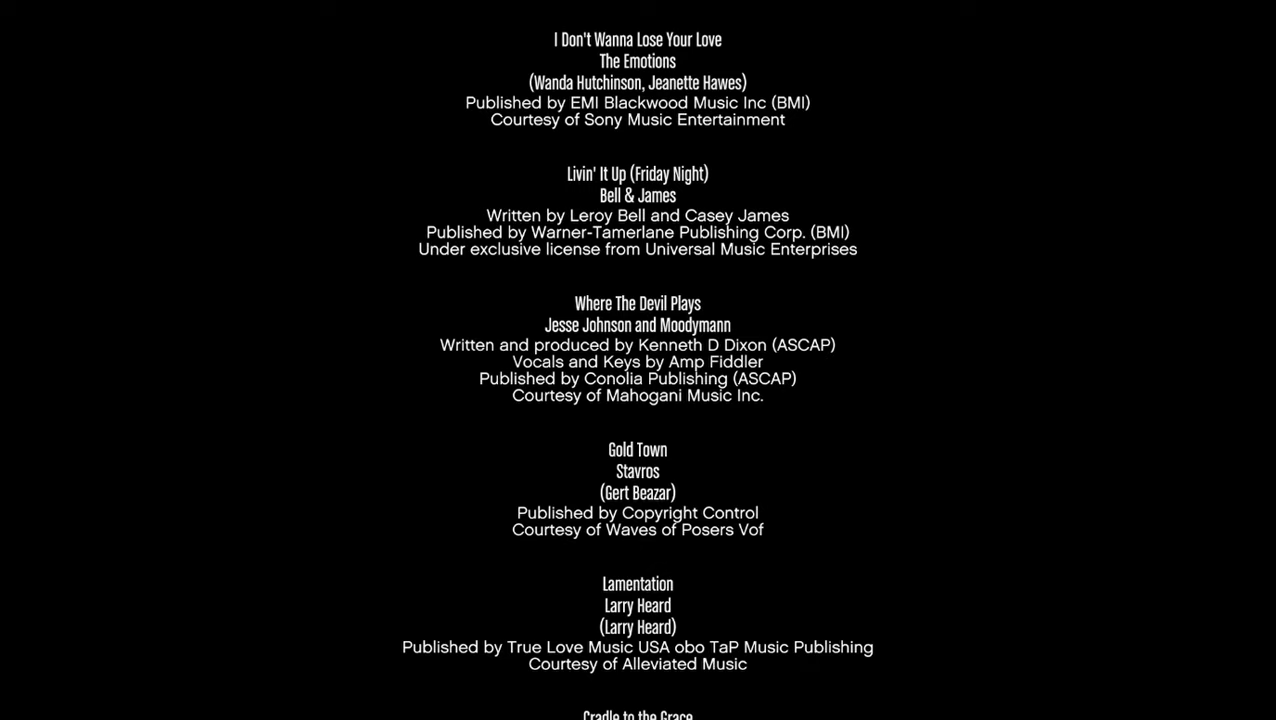 I Don't Wanna Lose Your Love
The Emotions
(Wanda Hutchinson, Jeanette Hawes)
Published by EMI Blackwood Music Inc (BMI)
Courtesy of Sony Music Entertainment
Livin' It Up (Friday Night)
Bell & James
Written by Leroy Bell and Casey James
Published by Warner-Tamerlane Publishing Corp. (BMI)
Under exclusive license from Universal Music Enterprises
Where The Devil Plays
Jesse Johnson and Moodymann
Written and produced by Kenneth D Dixon (ASCAP)
Vocals and Keys by Amp Fiddler
Published by Conolia Publishing (ASCAP)
Courtesy of Mahogani Music Inc.
Gold Town
Stavros
(Gert Beazar)
Published by Copyright Control
Courtesy of Waves of Posers Vof
Lamentation
Larry Heard
(Larry Heard)
Published by True Love Music USA obo TaP Music Publishing
Courtesy of Alleviated Music
Cradle to the Grace